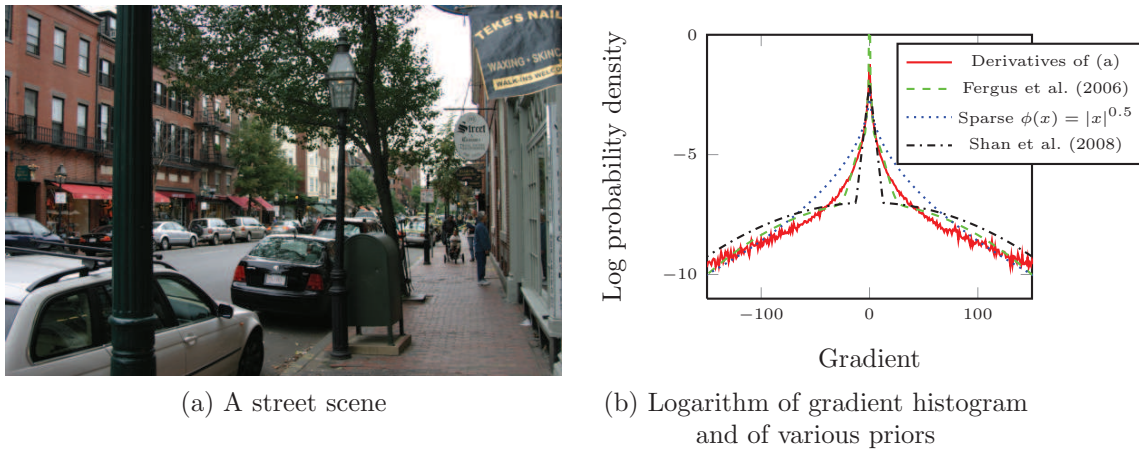 TEKE'S NAIL
WAXING - SKINC
WALK-INS WELCO
Street
(a) A street scene
Log probability density
0
−5
−10
−100
0
100
Gradient
Derivatives of (a)
Fergus et al. (2006)
Sparse ϕ(x) = |x|^0.5
Shan et al. (2008)
(b) Logarithm of gradient histogram
and of various priors